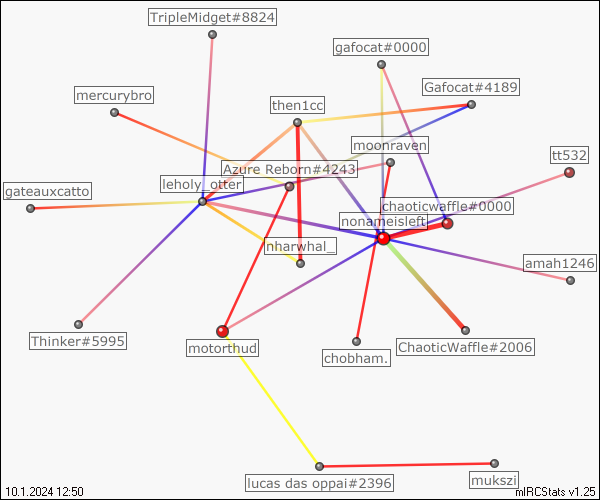 TripleMidget#8824
gafocat#0000
Gafocat#4189
mercurybro
then1cc
moonraven
tt532
Azure Reborn#4243
leholy_otter
gateauxcatto
chaoticwaffle#0000
nonameisleft
nharwhal_
amah1246
Thinker#5995
motorthud
chobham.
ChaoticWaffle#2006
lucas das oppai#2396
mukszi
10.1.2024 12:50
mIRCStats v1.25